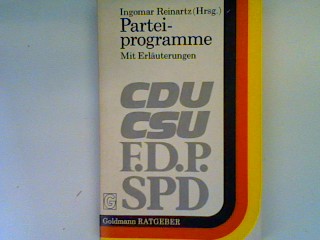 Ingomar Reinartz (Hrsg.)
Partei-
programme
Mit Erläuterungen
CDU
CSU
F.D.P.
SPD
G
Goldmann RATGEBER